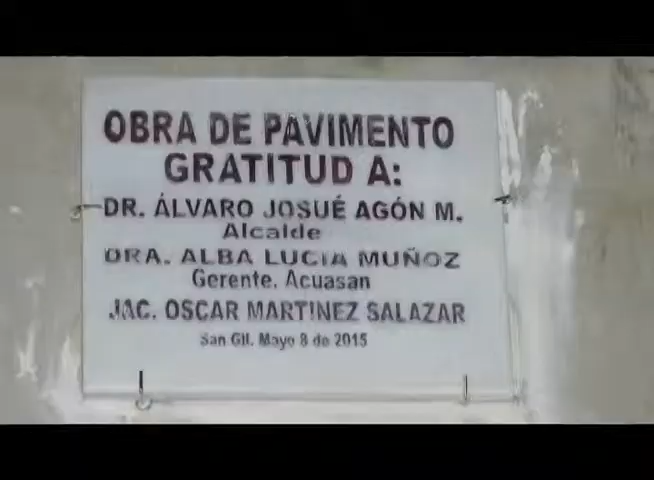 OBRA DE PAVIMENTO
GRATITUD A:
DR. ÁLVARO JOSUÉ AGÓN M.
Alcalde
DRA. ALBA LUCIA MUÑOZ
Gerente. Acuasan
JAC. OSCAR MARTINEZ SALAZAR
San Gil. Mayo 8 de 2015